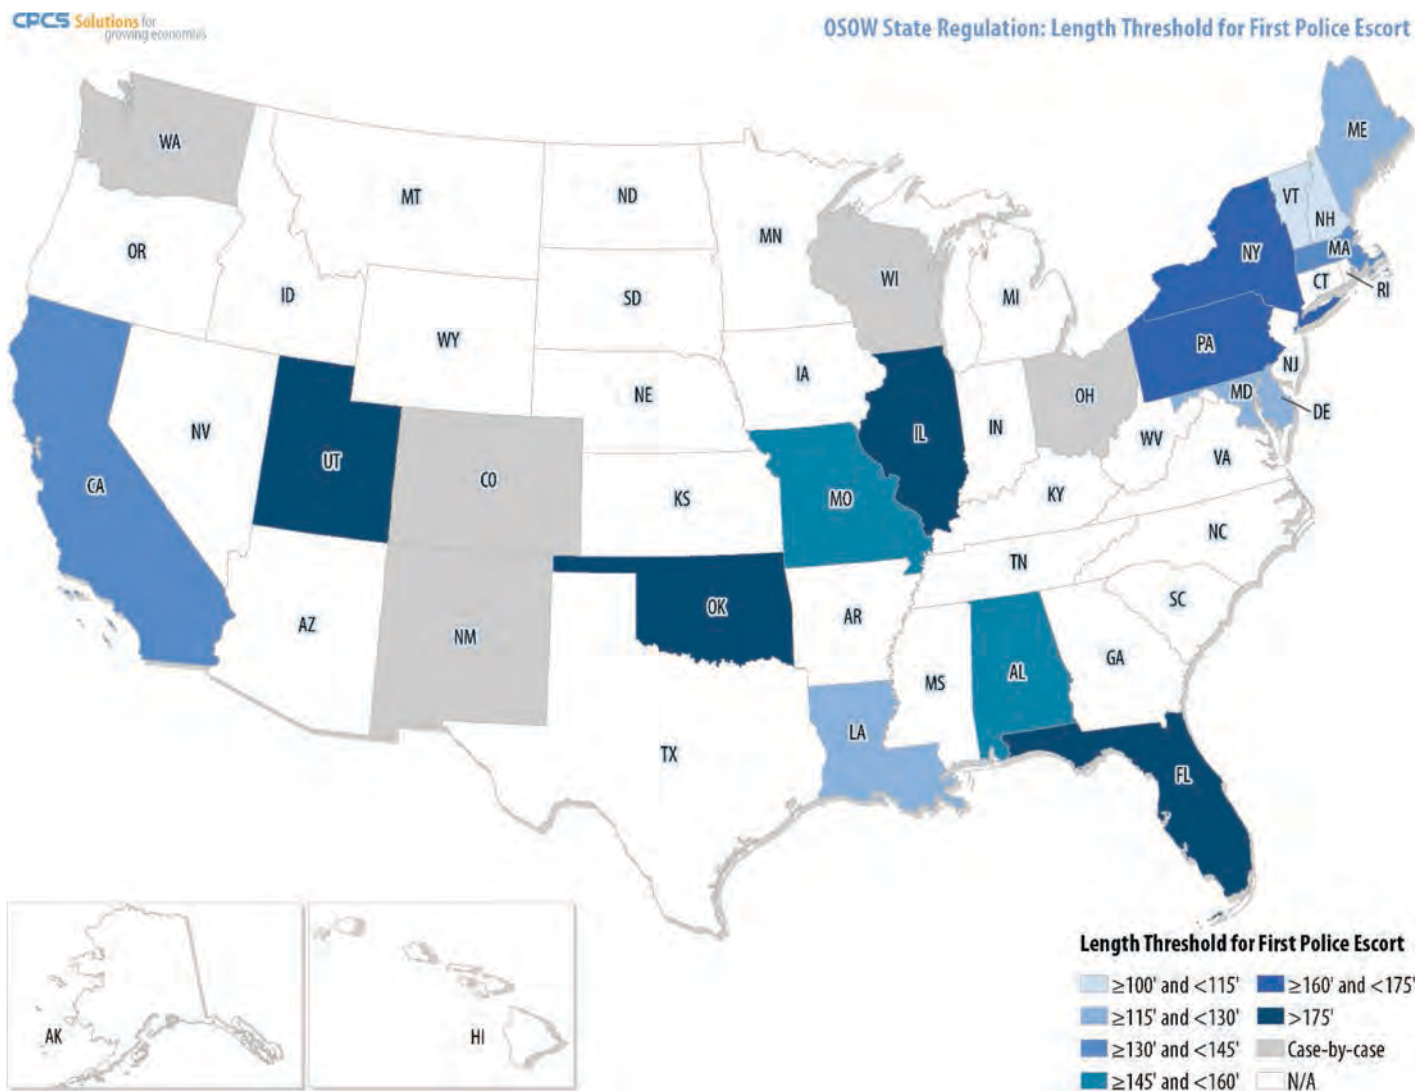 CPCS Solutions for
growing economies
OSOW State Regulation: Length Threshold for First Police Escort
WA
MT
ND
MN
ME
VT
NH
OR
ID
SD
WI
MI
NY
MA
CT
RI
WY
IA
PA
NJ
NE
OH
MD
DE
NV
UT
CO
IL
IN
WV
VA
CA
KS
MO
KY
NC
TN
AZ
NM
OK
AR
SC
GA
MS
AL
TX
LA
FL
AK
HI
Length Threshold for First Police Escort
≥100' and <115'
≥115' and <130'
≥130' and <145'
≥145' and <160'
≥160' and <175'
>175'
Case-by-case
N/A